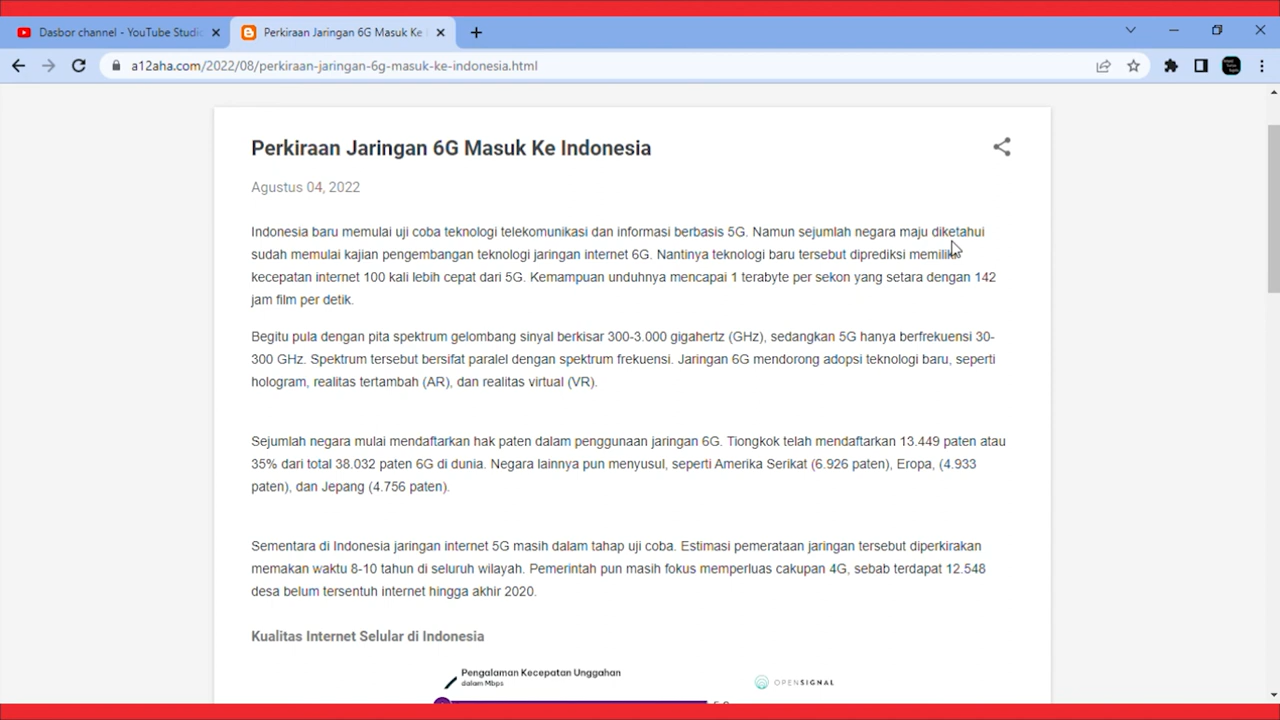 Dasbor channel - YouTube Studio
Perkiraan Jaringan 6G Masuk Ke
a12aha.com/2022/08/perkiraan-jaringan-6g-masuk-ke-indonesia.html
Perkiraan Jaringan 6G Masuk Ke Indonesia
Agustus 04, 2022
Indonesia baru memulai uji coba teknologi telekomunikasi dan informasi berbasis 5G. Namun sejumlah negara maju diketahui
sudah memulai kajian pengembangan teknologi jaringan internet 6G. Nantinya teknologi baru tersebut diprediksi memiliki
kecepatan internet 100 kali lebih cepat dari 5G. Kemampuan unduhnya mencapai 1 terabyte per sekon yang setara dengan 142
jam film per detik.
Begitu pula dengan pita spektrum gelombang sinyal berkisar 300-3.000 gigahertz (GHz), sedangkan 5G hanya berfrekuensi 30-
300 GHz. Spektrum tersebut bersifat paralel dengan spektrum frekuensi. Jaringan 6G mendorong adopsi teknologi baru, seperti
hologram, realitas tertambah (AR), dan realitas virtual (VR).
Sejumlah negara mulai mendaftarkan hak paten dalam penggunaan jaringan 6G. Tiongkok telah mendaftarkan 13.449 paten atau
35% dari total 38.032 paten 6G di dunia. Negara lainnya pun menyusul, seperti Amerika Serikat (6.926 paten), Eropa, (4.933
paten), dan Jepang (4.756 paten).
Sementara di Indonesia jaringan internet 5G masih dalam tahap uji coba. Estimasi pemerataan jaringan tersebut diperkirakan
memakan waktu 8-10 tahun di seluruh wilayah. Pemerintah pun masih fokus memperluas cakupan 4G, sebab terdapat 12.548
desa belum tersentuh internet hingga akhir 2020.
Kualitas Internet Selular di Indonesia
Pengalaman Kecepatan Unggahan
dalam Mbps
OPENSIGNAL